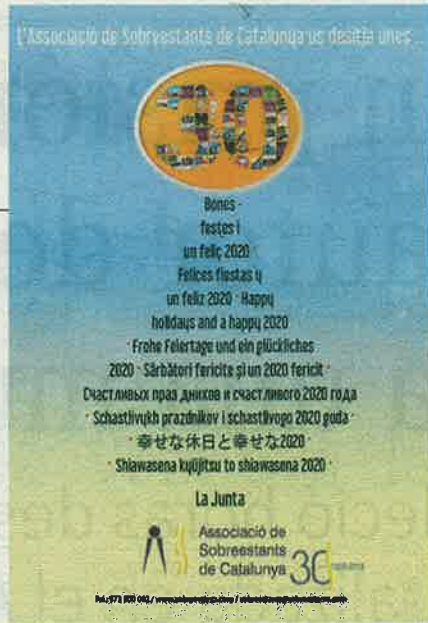 L'Associació de Sobreestants de Catalunya us desitja unes...
30
Bones
festes i
un feliç 2020 ·
Felices fiestas y
un feliz 2020 · Happy
holidays and a happy 2020
· Frohe Feiertage und ein glückliches
2020 · Sărbători fericite și un 2020 fericit ·
Счастливых праз дников и счастливого 2020 года
· Schastlivykh prazdnikov i schastlivogo 2020 goda ·
· 幸せな休日と幸せな2020 ·
· Shiawasena kyūjitsu to shiawasena 2020 ·
La Junta
Associació de
Sobreestants
de Catalunya
30